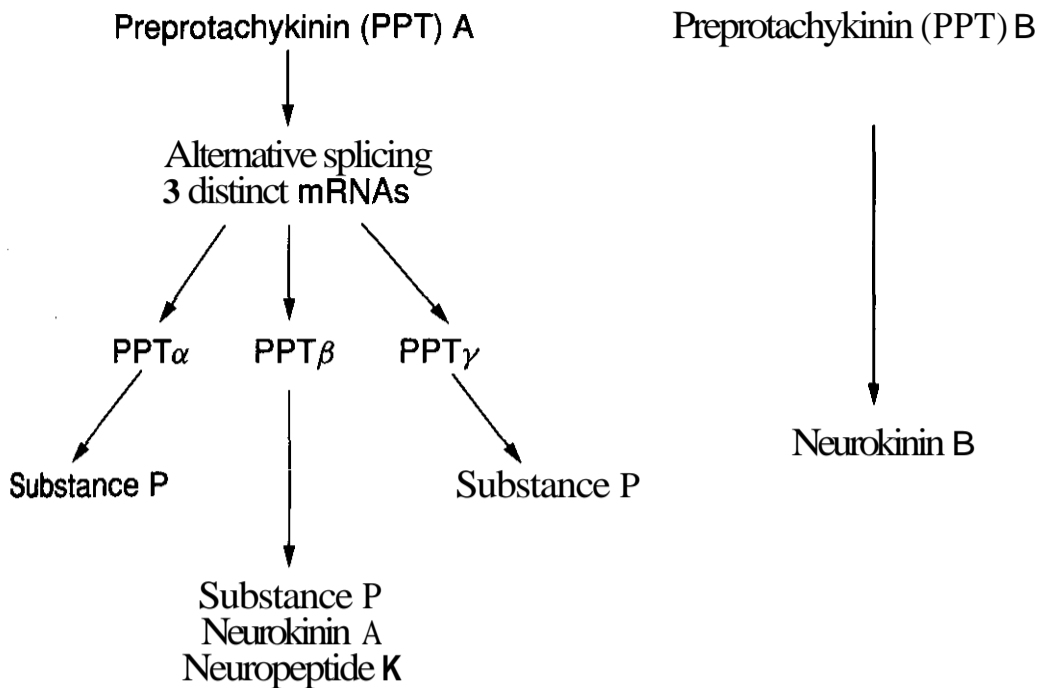 Preprotachykinin (PPT) A
Preprotachykinin (PPT) B
Alternative splicing
3 distinct mRNAs
PPTα
PPTβ
PPTγ
Substance P
Substance P
Neurokinin B
Substance P
Neurokinin A
Neuropeptide K